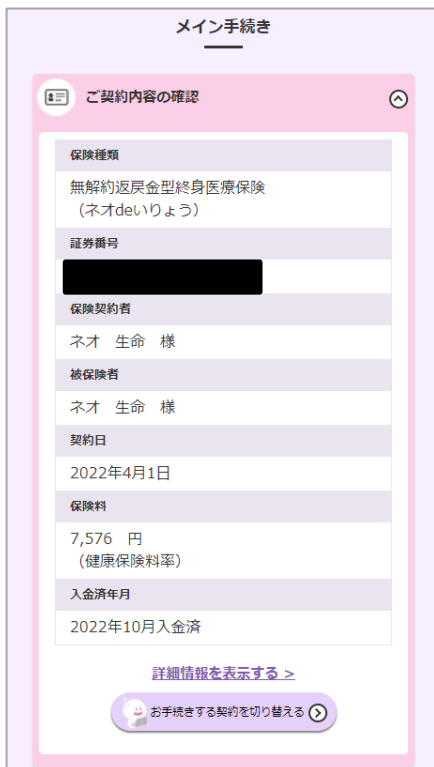 メイン手続き
ご契約内容の確認
保険種類
無解約返戻金型終身医療保険
（ネオdeいりょう）
証券番号
保険契約者
ネオ　生命　様
被保険者
ネオ　生命　様
契約日
2022年4月1日
保険料
7,576　円
（健康保険料率）
入金済年月
2022年10月入金済
詳細情報を表示する >
お手続きする契約を切り替える